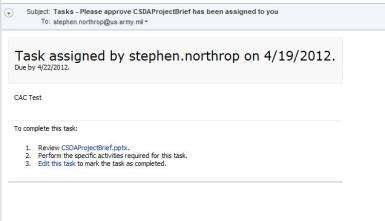 Subject: Tasks - Please approve CSDAProjectBrief has been assigned to you
To: stephen.northrop@us.army.mil
Task assigned by stephen.northrop on 4/19/2012.
Due by 4/22/2012.
CAC Test
To complete this task:
1. Review CSDAProjectBrief.pptx.
2. Perform the specific activities required for this task.
3. Edit this task to mark the task as completed.